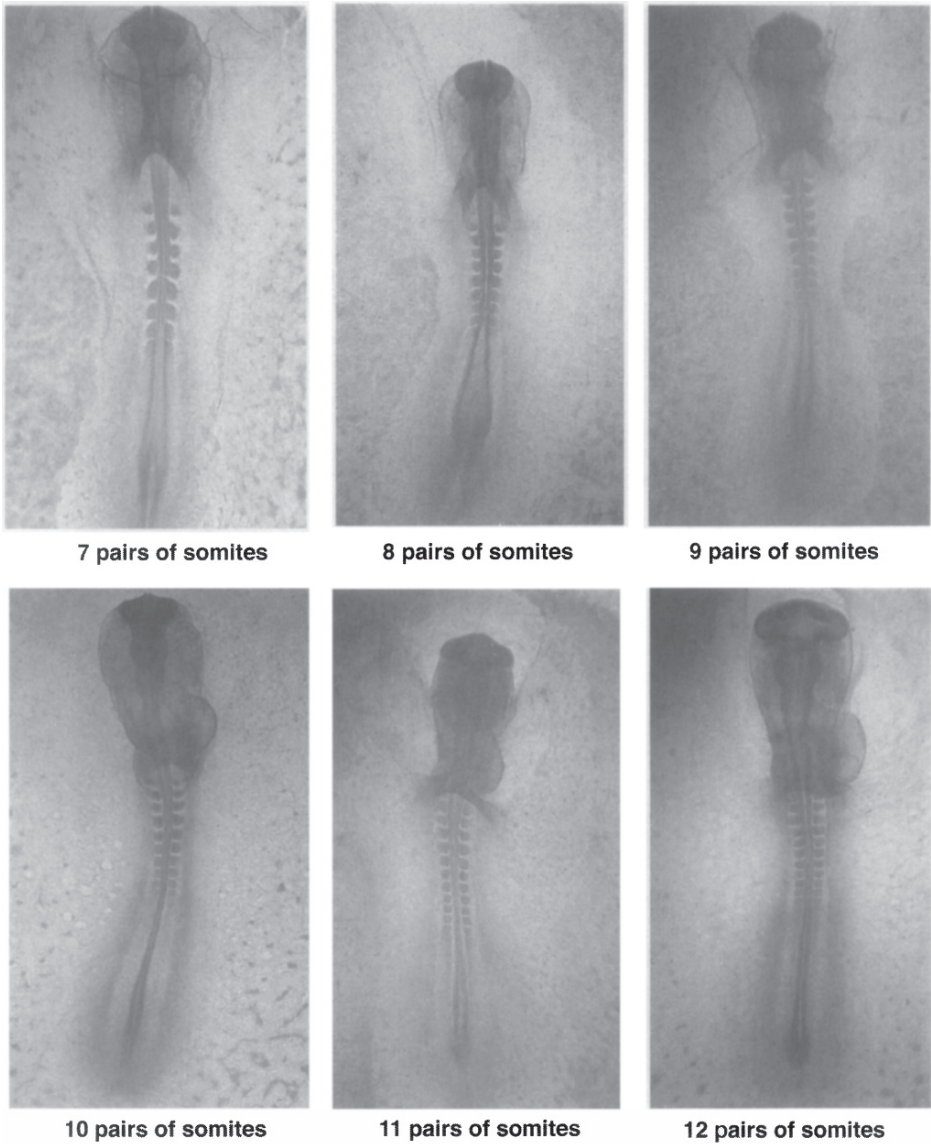 7 pairs of somites
8 pairs of somites
9 pairs of somites
10 pairs of somites
11 pairs of somites
12 pairs of somites